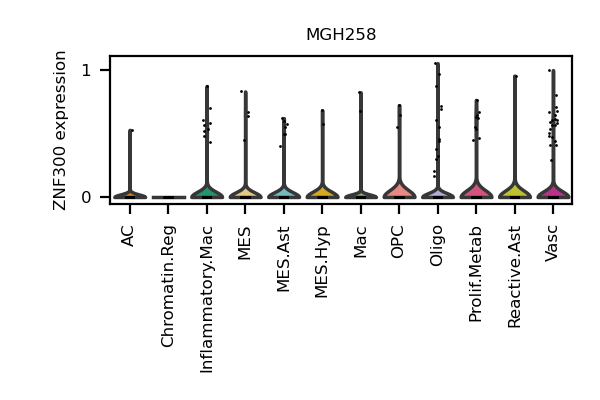 MGH258
ZNF300 expression
1
0
AC
Chromatin.Reg
Inflammatory.Mac
MES
MES.Ast
MES.Hyp
Mac
OPC
Oligo
Prolif.Metab
Reactive.Ast
Vasc